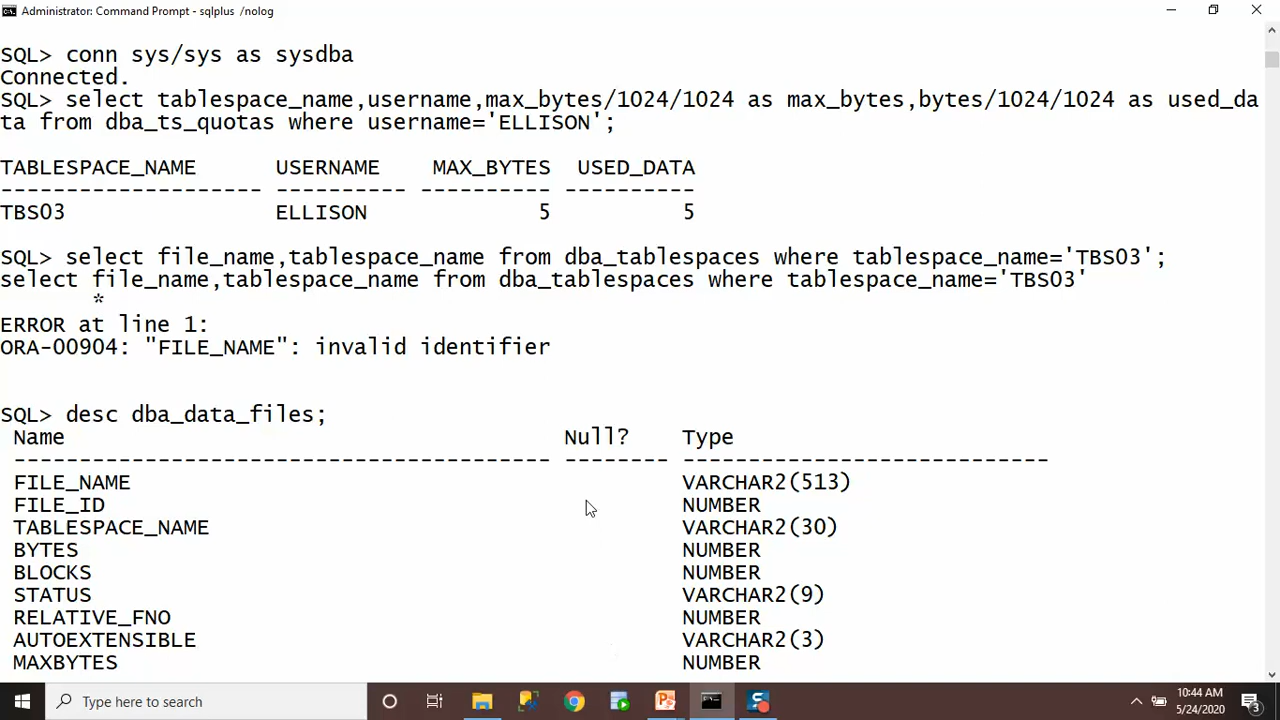 Administrator: Command Prompt - sqlplus  /nolog
SQL> conn sys/sys as sysdba
Connected.
SQL> select tablespace_name,username,max_bytes/1024/1024 as max_bytes,bytes/1024/1024 as used_da
ta from dba_ts_quotas where username='ELLISON';
TABLESPACE_NAME      USERNAME    MAX_BYTES  USED_DATA
-------------------- ---------- ---------- ----------
TBS03                ELLISON             5          5
SQL> select file_name,tablespace_name from dba_tablespaces where tablespace_name='TBS03';
select file_name,tablespace_name from dba_tablespaces where tablespace_name='TBS03'
       *
ERROR at line 1:
ORA-00904: "FILE_NAME": invalid identifier
SQL> desc dba_data_files;
 Name                                      Null?    Type
 ----------------------------------------- -------- ----------------------------
 FILE_NAME                                          VARCHAR2(513)
 FILE_ID                                            NUMBER
 TABLESPACE_NAME                                    VARCHAR2(30)
 BYTES                                              NUMBER
 BLOCKS                                             NUMBER
 STATUS                                             VARCHAR2(9)
 RELATIVE_FNO                                       NUMBER
 AUTOEXTENSIBLE                                     VARCHAR2(3)
 MAXBYTES                                           NUMBER
Type here to search
10:44 AM
5/24/2020
3